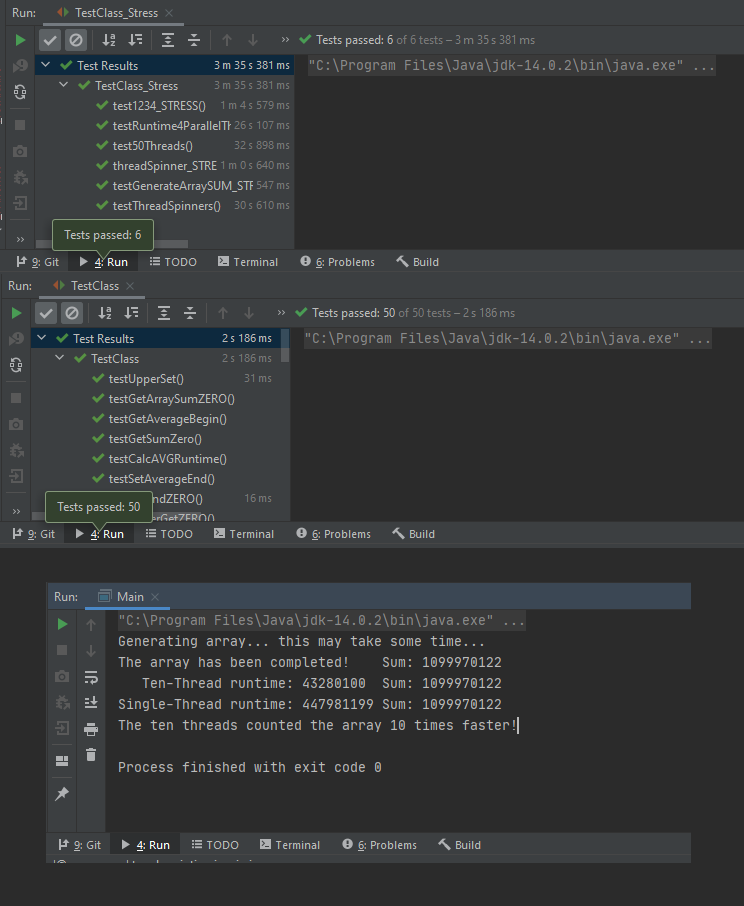 Run: TestClass_Stress ×
» Tests passed: 6 of 6 tests – 3 m 35 s 381 ms
Test Results 3 m 35 s 381 ms
"C:\Program Files\Java\jdk-14.0.2\bin\java.exe" ...
TestClass_Stress 3 m 35 s 381 ms
test1234_STRESS() 1 m 4 s 579 ms
testRuntime4ParallelTh 26 s 107 ms
test50Threads() 32 s 898 ms
threadSpinner_STRE 1 m 0 s 640 ms
testGenerateArraySUM_STR 547 ms
testThreadSpinners() 30 s 610 ms
Tests passed: 6
»
9: Git 4: Run TODO Terminal 6: Problems Build
Run: TestClass ×
» Tests passed: 50 of 50 tests – 2 s 186 ms
Test Results 2 s 186 ms
"C:\Program Files\Java\jdk-14.0.2\bin\java.exe" ...
TestClass 2 s 186 ms
testUpperSet() 31 ms
testGetArraySumZERO()
testGetAverageBegin()
testGetSumZero()
testCalcAVGRuntime()
testSetAverageEnd()
ndZERO() 16 ms
Tests passed: 50
»
erGetZERO()
9: Git 4: Run TODO Terminal 6: Problems Build
Run: Main ×
"C:\Program Files\Java\jdk-14.0.2\bin\java.exe" ...
Generating array... this may take some time...
The array has been completed! Sum: 1099970122
Ten-Thread runtime: 43280100 Sum: 1099970122
Single-Thread runtime: 447981199 Sum: 1099970122
The ten threads counted the array 10 times faster!
Process finished with exit code 0
9: Git 4: Run TODO Terminal 6: Problems Build